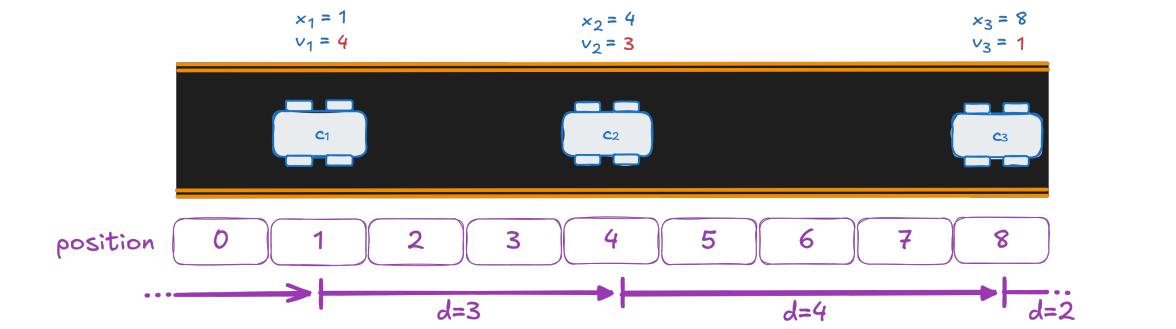 x₁ = 1
v₁ = 4
x₂ = 4
v₂ = 3
x₃ = 8
v₃ = 1
c₁
c₂
c₃
position 0 1 2 3 4 5 6 7 8
d=3
d=4
d=2